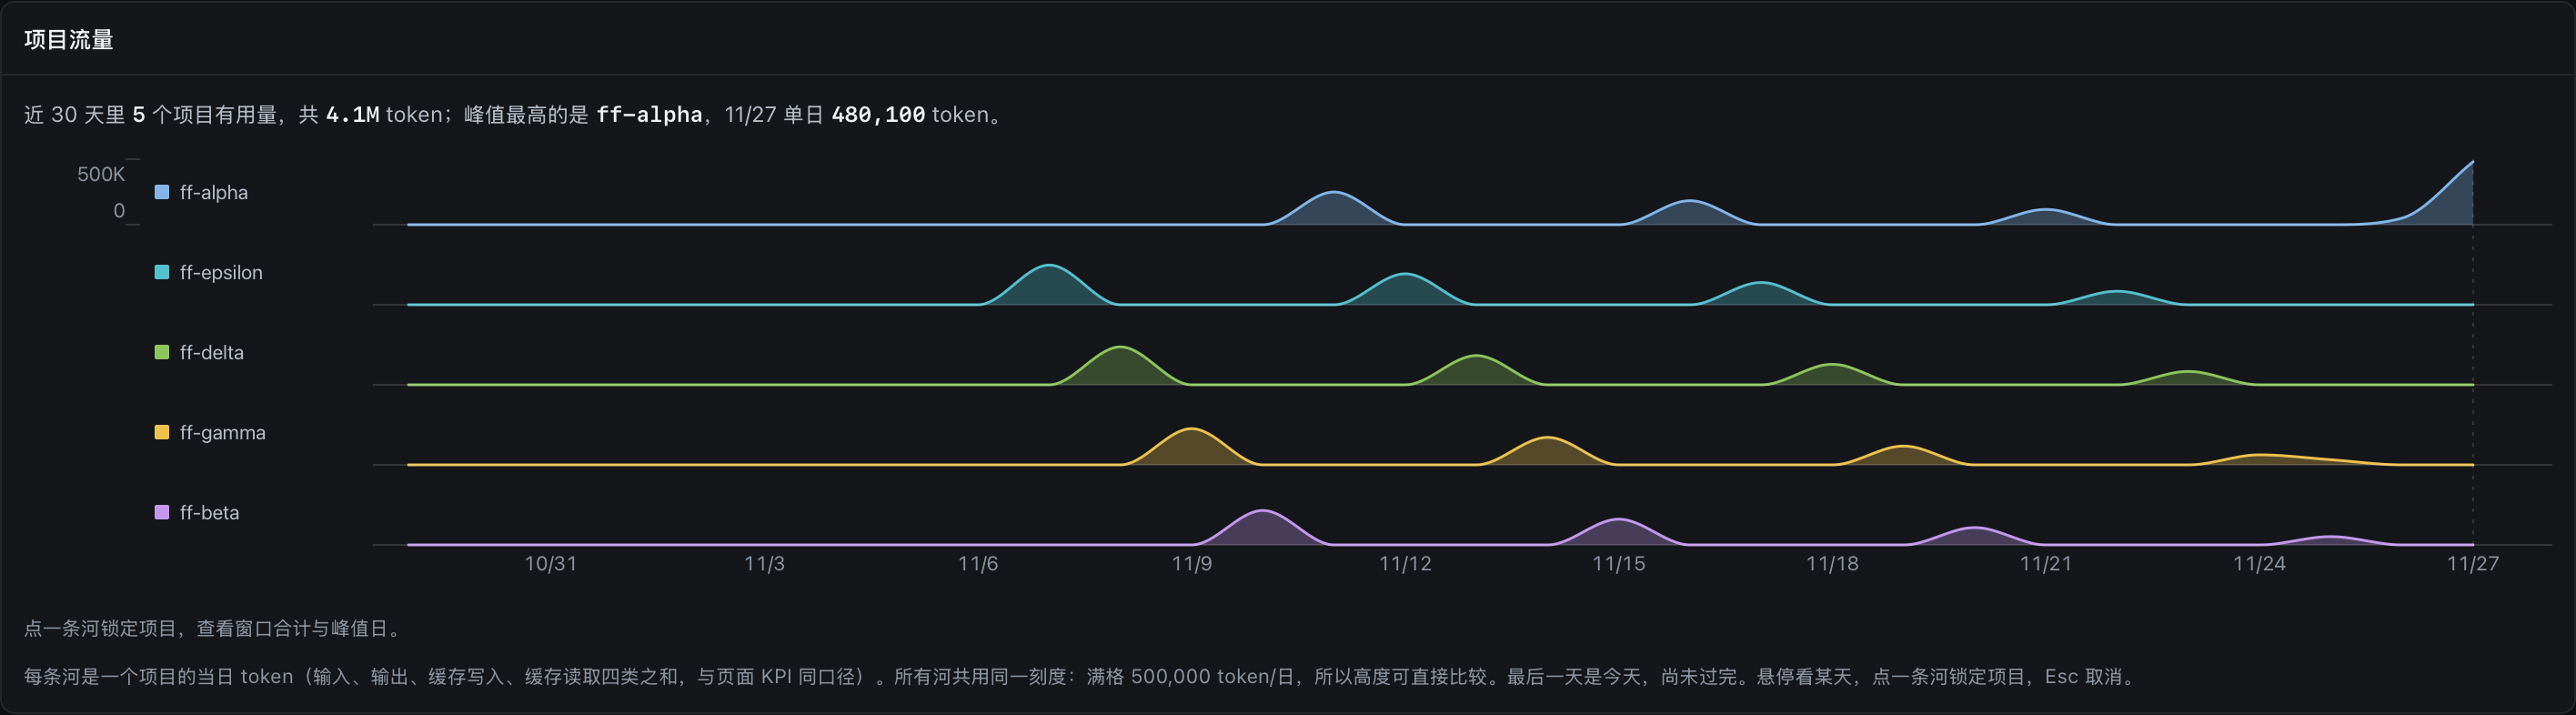 项目流量
近 30 天里 5 个项目有用量，共 4.1M token；峰值最高的是 ff-alpha，11/27 单日 480,100 token。
500K
0
ff-alpha
ff-epsilon
ff-delta
ff-gamma
ff-beta
10/31 11/3 11/6 11/9 11/12 11/15 11/18 11/21 11/24 11/27
点一条河锁定项目，查看窗口合计与峰值日。
每条河是一个项目的当日 token（输入、输出、缓存写入、缓存读取四类之和，与页面 KPI 同口径）。所有河共用同一刻度：满格 500,000 token/日，所以高度可直接比较。最后一天是今天，尚未过完。悬停看某天，点一条河锁定项目，Esc 取消。